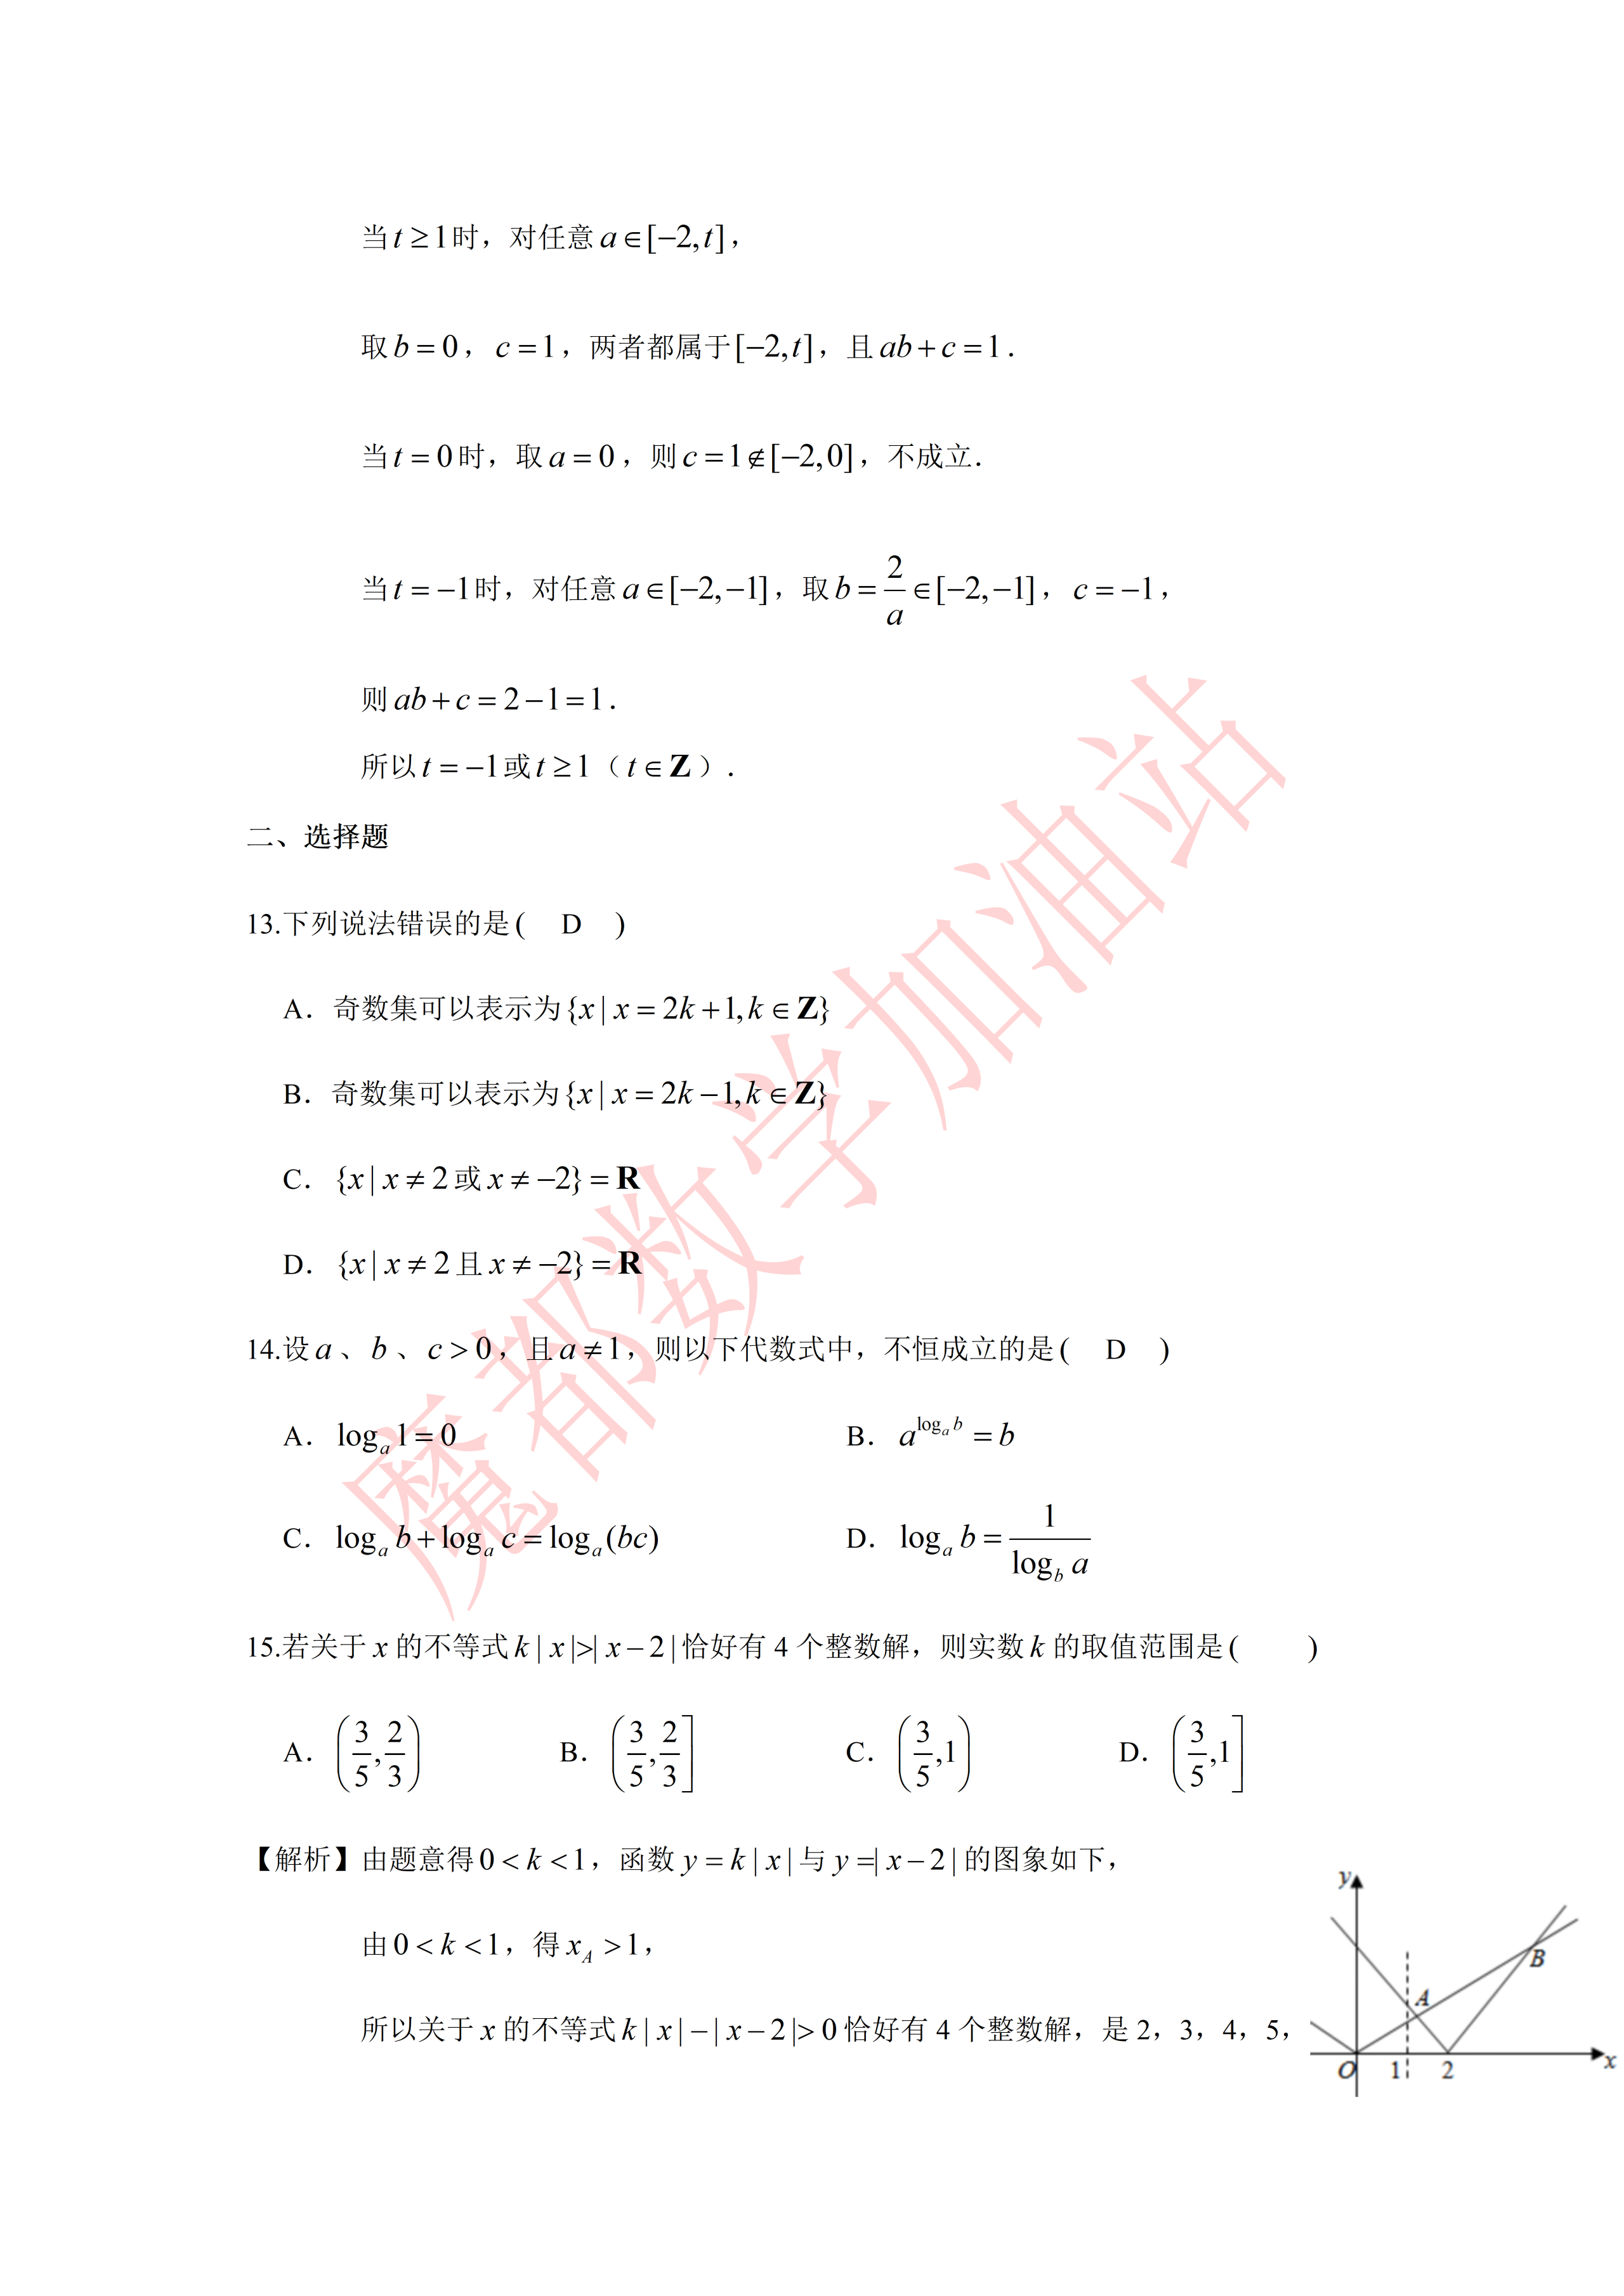 当t≥1时，对任意a∈[−2,t]，
取b=0，c=1，两者都属于[−2,t]，且ab+c=1．
当t=0时，取a=0，则c=1∉[−2,0]，不成立．
当t=−1时，对任意a∈[−2,−1]，取b=2/a∈[−2,−1]，c=−1，
则ab+c=2−1=1．
所以t=−1或t≥1（t∈Z）．
二、选择题
13.下列说法错误的是( D )
A．奇数集可以表示为{x|x=2k+1,k∈Z}
B．奇数集可以表示为{x|x=2k−1,k∈Z}
C．{x|x≠2或x≠−2}=R
D．{x|x≠2且x≠−2}=R
14.设a、b、c>0，且a≠1，则以下代数式中，不恒成立的是( D )
A．logₐ1=0 B．a^(logₐb)=b
C．logₐb+logₐc=logₐ(bc) D．logₐb=1/(log_b a)
15.若关于x的不等式k|x|>|x−2|恰好有4个整数解，则实数k的取值范围是( )
A．(3/5,2/3) B．(3/5,2/3] C．(3/5,1) D．(3/5,1]
【解析】由题意得0<k<1，函数y=k|x|与y=|x−2|的图象如下，
由0<k<1，得x_A>1，
所以关于x的不等式k|x|−|x−2|>0恰好有4个整数解，是2，3，4，5，
y
B
A
O 1 2 x
魔都数学加油站